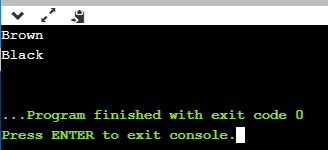 Brown
Black
...Program finished with exit code 0
Press ENTER to exit console.